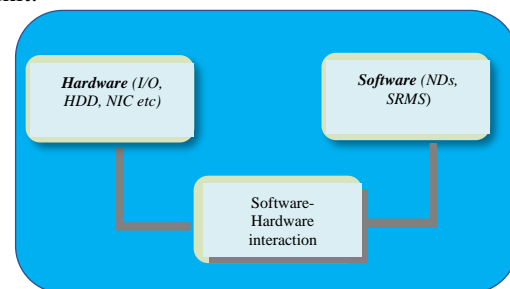 Hardware (I/O,
HDD, NIC etc)
Software (NDs,
SRMS)
Software-
Hardware
interaction